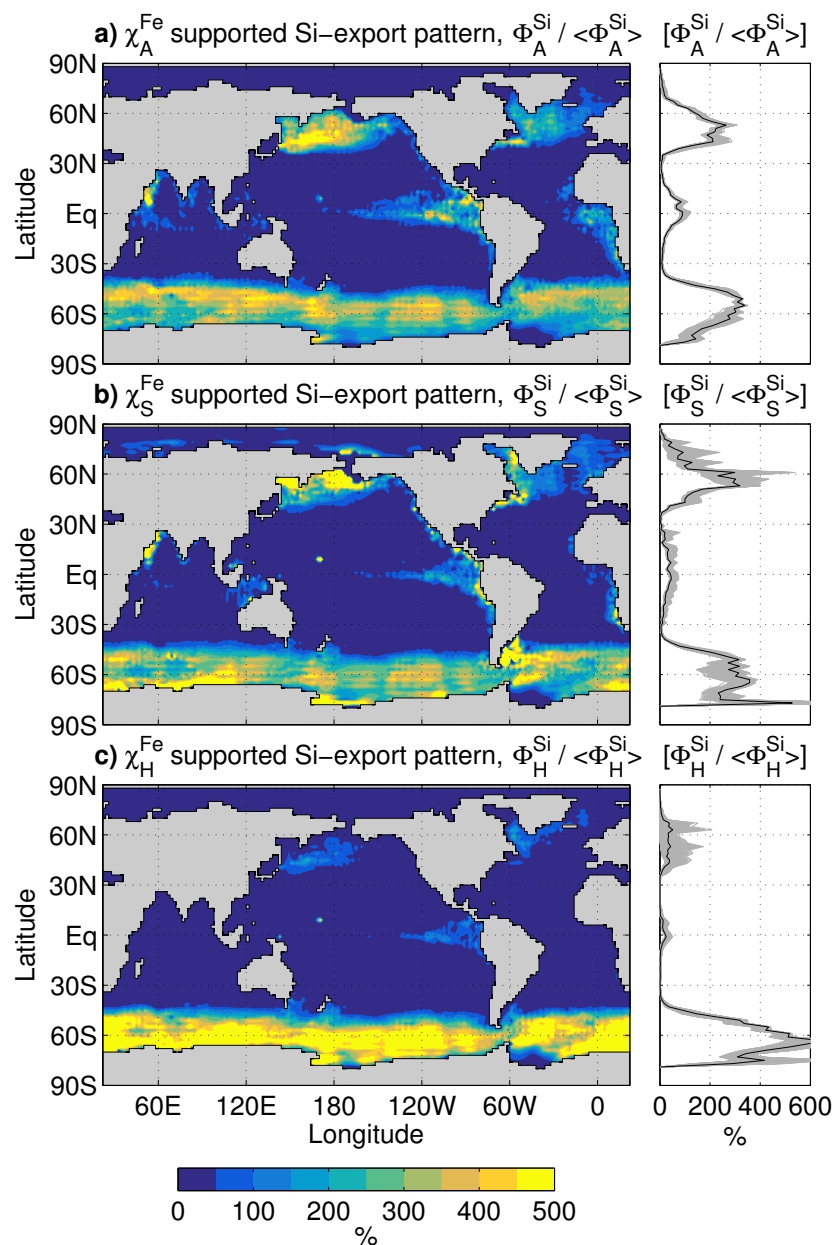 a) χ_A^Fe supported Si−export pattern, Φ_A^Si / <Φ_A^Si> [Φ_A^Si / <Φ_A^Si>]
90N
60N
30N
Eq
30S
60S
90S
Latitude
b) χ_S^Fe supported Si−export pattern, Φ_S^Si / <Φ_S^Si> [Φ_S^Si / <Φ_S^Si>]
90N
60N
30N
Eq
30S
60S
90S
Latitude
c) χ_H^Fe supported Si−export pattern, Φ_H^Si / <Φ_H^Si> [Φ_H^Si / <Φ_H^Si>]
90N
60N
30N
Eq
30S
60S
90S
Latitude
60E 120E 180 120W 60W 0
Longitude
0 200 400 600
%
0 100 200 300 400 500
%